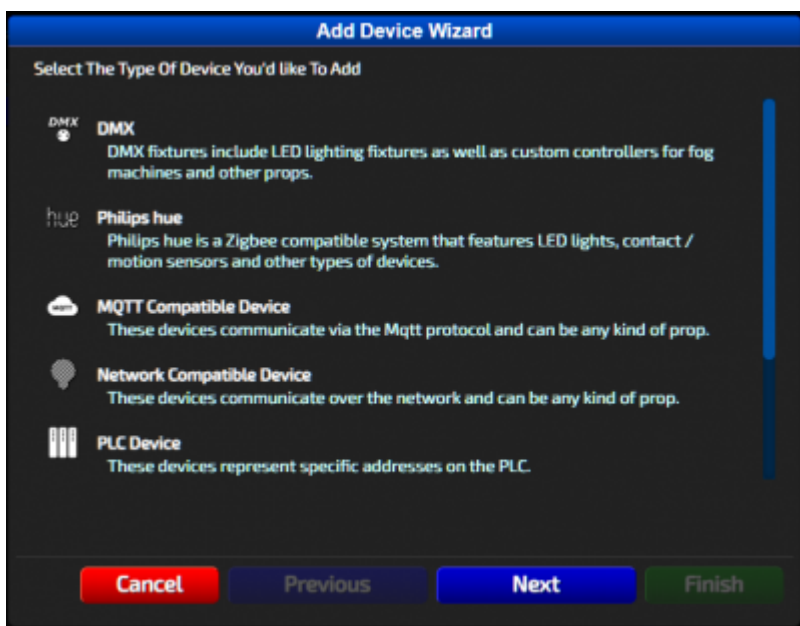 Add Device Wizard
Select The Type Of Device You'd like To Add
DMX
DMX
DMX fixtures include LED lighting fixtures as well as custom controllers for fog
machines and other props.
hue
Philips hue
Philips hue is a Zigbee compatible system that features LED lights, contact /
motion sensors and other types of devices.
MQTT
MQTT Compatible Device
These devices communicate via the Mqtt protocol and can be any kind of prop.
Network Compatible Device
These devices communicate over the network and can be any kind of prop.
PLC Device
These devices represent specific addresses on the PLC.
Cancel
Previous
Next
Finish